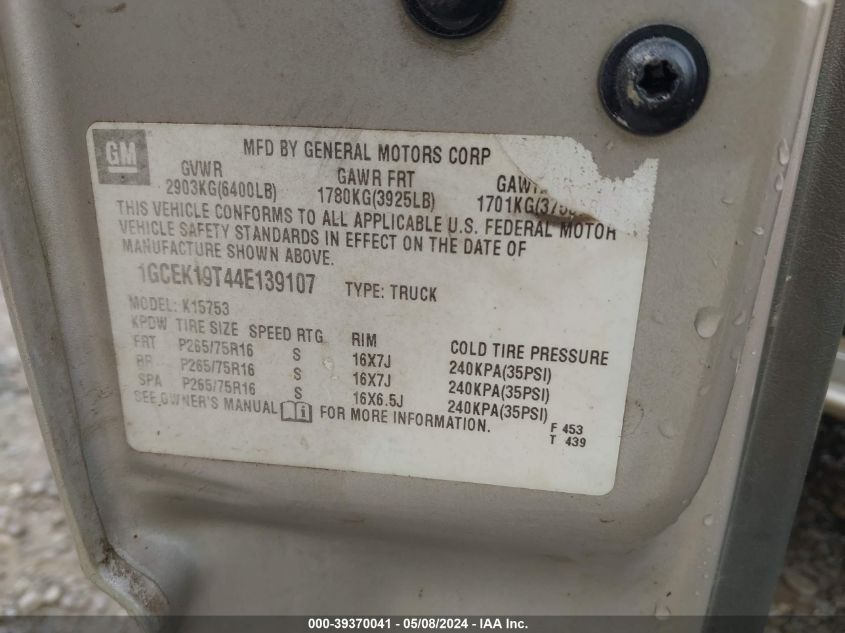 GM
MFD BY GENERAL MOTORS CORP
GVWR GAWR FRT
2903KG(6400LB) 1780KG(3925LB) 1701KG
THIS VEHICLE CONFORMS TO ALL APPLICABLE U.S. FEDERAL MOTOR
VEHICLE SAFETY STANDARDS IN EFFECT ON THE DATE OF
MANUFACTURE SHOWN ABOVE.
1GCEK19T44E139107 TYPE: TRUCK
MODEL: K15753
KPDW TIRE SIZE SPEED RTG RIM COLD TIRE PRESSURE
FRT P265/75R16 S 16X7J 240KPA(35PSI)
P265/75R16 S 16X7J 240KPA(35PSI)
SPA P265/75R16 S 16X6.5J 240KPA(35PSI)
SEE OWNER'S MANUAL FOR MORE INFORMATION.
F 453
T 439
000-39370041 - 05/08/2024 - IAA Inc.